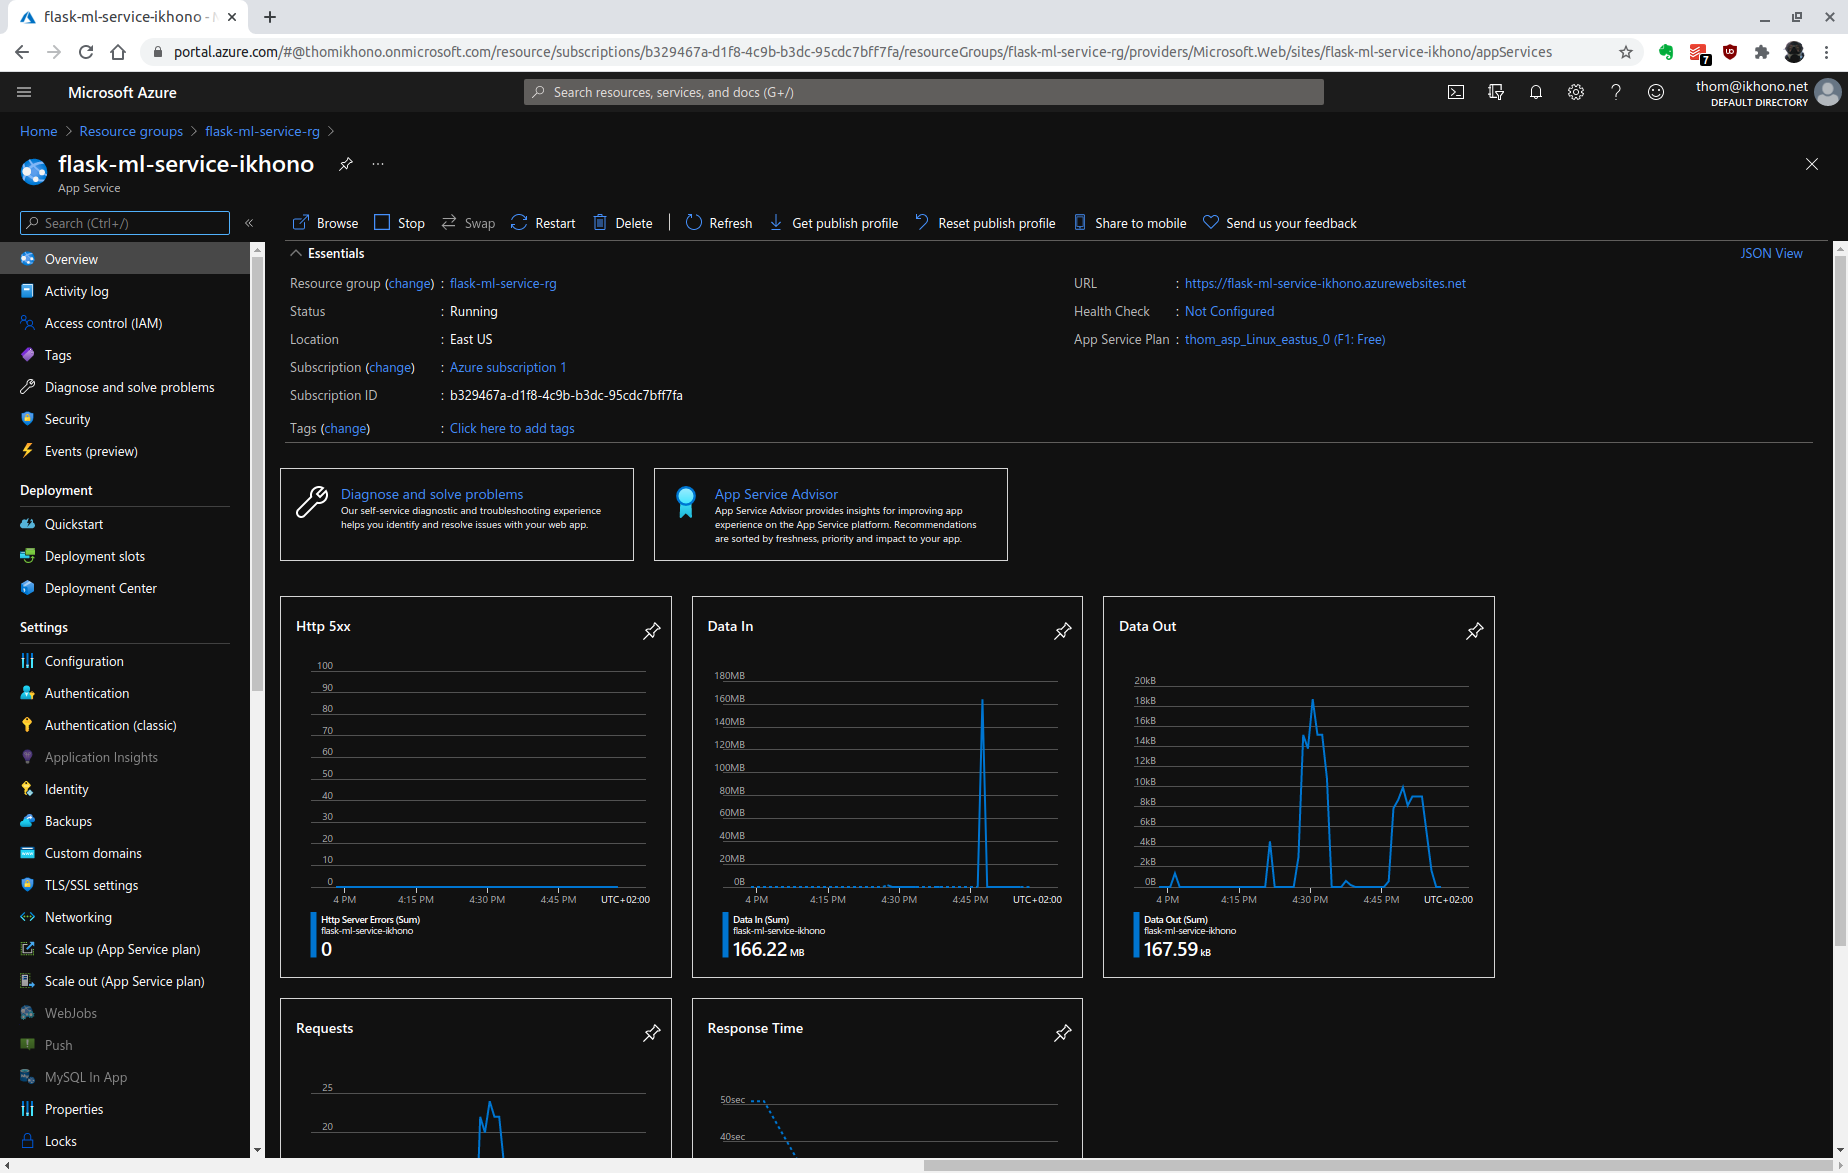 flask-ml-service-ikhono - M
portal.azure.com/#@thomikhono.onmicrosoft.com/resource/subscriptions/b329467a-d1f8-4c9b-b3dc-95cdc7bff7fa/resourceGroups/flask-ml-service-rg/providers/Microsoft.Web/sites/flask-ml-service-ikhono/appServices
7
Microsoft Azure
Search resources, services, and docs (G+/)
thom@ikhono.net
DEFAULT DIRECTORY
Home > Resource groups > flask-ml-service-rg >
flask-ml-service-ikhono
App Service
Search (Ctrl+/)
Overview
Activity log
Access control (IAM)
Tags
Diagnose and solve problems
Security
Events (preview)
Deployment
Quickstart
Deployment slots
Deployment Center
Settings
Configuration
Authentication
Authentication (classic)
Application Insights
Identity
Backups
Custom domains
TLS/SSL settings
Networking
Scale up (App Service plan)
Scale out (App Service plan)
WebJobs
Push
MySQL In App
Properties
Locks
Browse Stop Swap Restart Delete Refresh Get publish profile Reset publish profile Share to mobile Send us your feedback
Essentials
JSON View
Resource group (change) : flask-ml-service-rg
Status : Running
Location : East US
Subscription (change) : Azure subscription 1
Subscription ID : b329467a-d1f8-4c9b-b3dc-95cdc7bff7fa
Tags (change) : Click here to add tags
URL : https://flask-ml-service-ikhono.azurewebsites.net
Health Check : Not Configured
App Service Plan : thom_asp_Linux_eastus_0 (F1: Free)
Diagnose and solve problems
Our self-service diagnostic and troubleshooting experience
helps you identify and resolve issues with your web app.
App Service Advisor
App Service Advisor provides insights for improving app
experience on the App Service platform. Recommendations
are sorted by freshness, priority and impact to your app.
Http 5xx
100
90
80
70
60
50
40
30
20
10
0
4 PM 4:15 PM 4:30 PM 4:45 PM UTC+02:00
Http Server Errors (Sum)
flask-ml-service-ikhono
0
Data In
180MB
160MB
140MB
120MB
100MB
80MB
60MB
40MB
20MB
0B
4 PM 4:15 PM 4:30 PM 4:45 PM UTC+02:00
Data In (Sum)
flask-ml-service-ikhono
166.22 MB
Data Out
20kB
18kB
16kB
14kB
12kB
10kB
8kB
6kB
4kB
2kB
0B
4 PM 4:15 PM 4:30 PM 4:45 PM UTC+02:00
Data Out (Sum)
flask-ml-service-ikhono
167.59 kB
Requests
25
20
Response Time
50sec
40sec